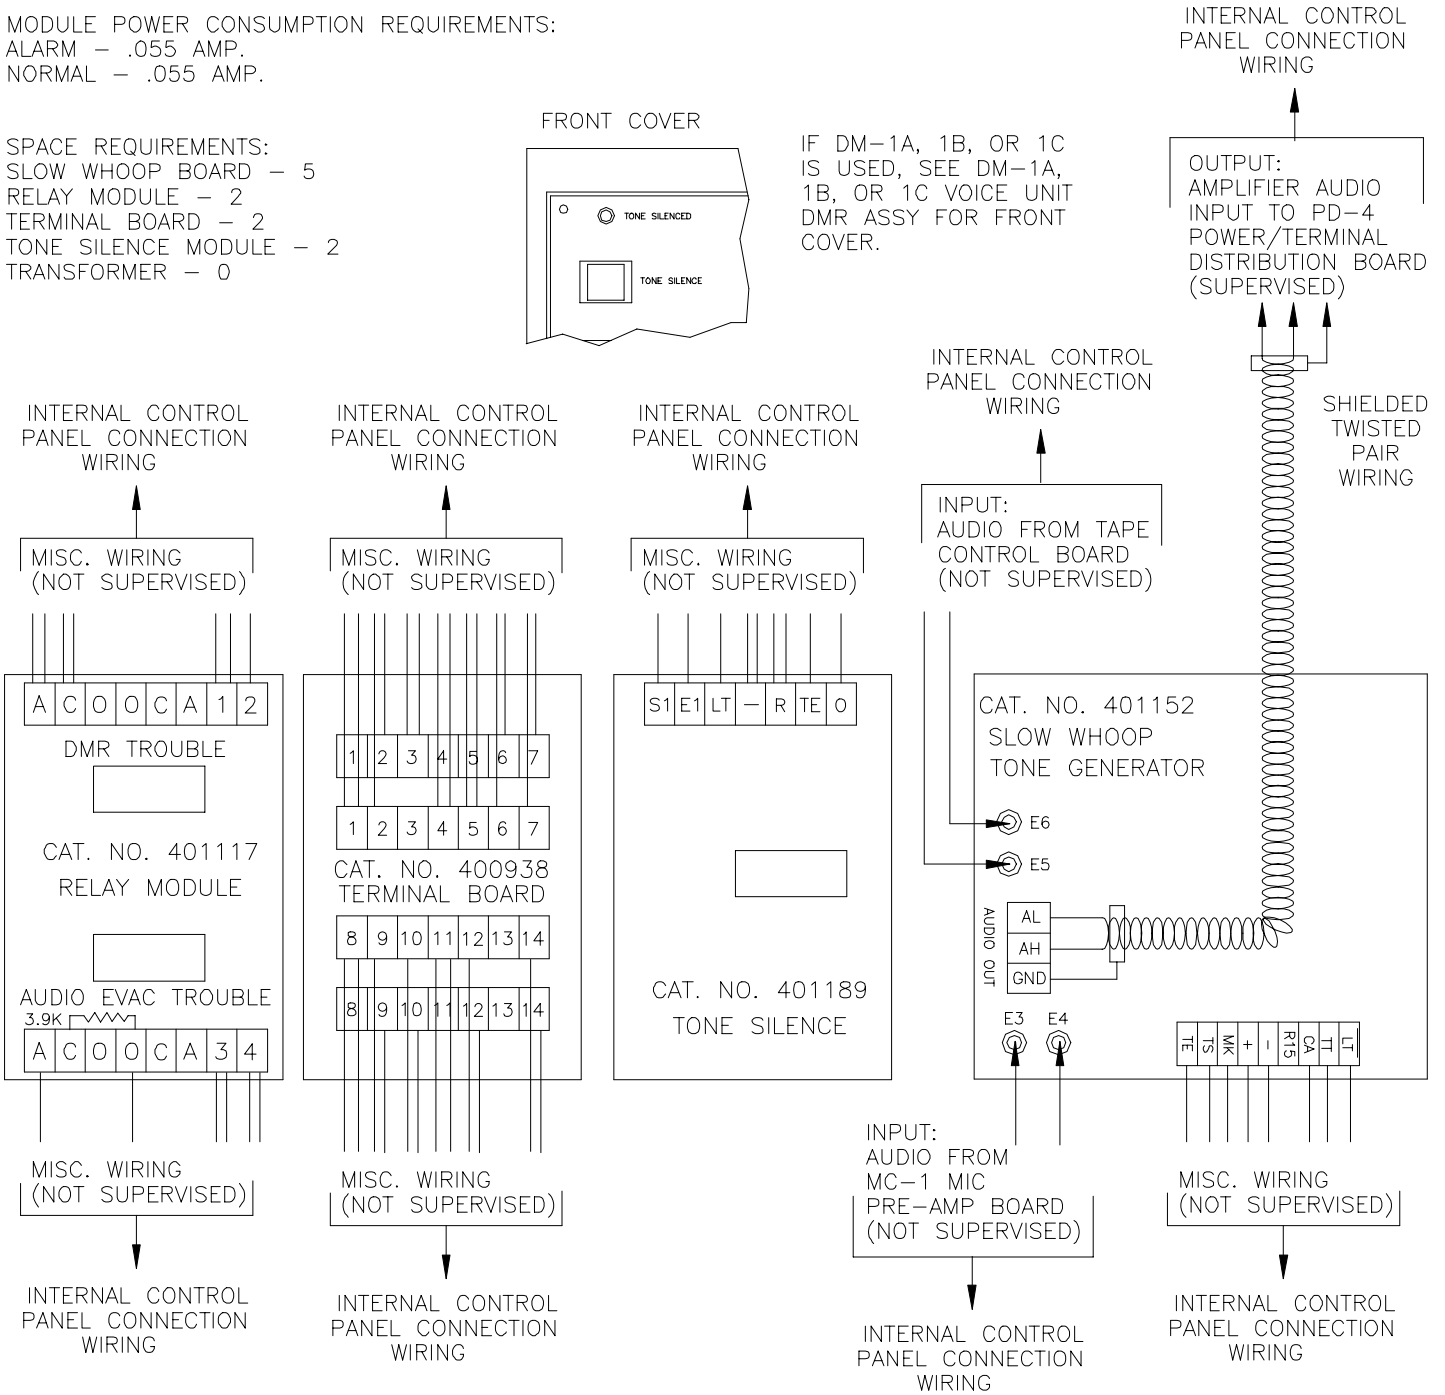 MODULE POWER CONSUMPTION REQUIREMENTS:
ALARM – .055 AMP.
NORMAL – .055 AMP.
SPACE REQUIREMENTS:
SLOW WHOOP BOARD – 5
RELAY MODULE – 2
TERMINAL BOARD – 2
TONE SILENCE MODULE – 2
TRANSFORMER – 0
FRONT COVER
TONE SILENCED
TONE SILENCE
IF DM–1A, 1B, OR 1C
IS USED, SEE DM–1A,
1B, OR 1C VOICE UNIT
DMR ASSY FOR FRONT
COVER.
INTERNAL CONTROL
PANEL CONNECTION
WIRING
OUTPUT:
AMPLIFIER AUDIO
INPUT TO PD–4
POWER/TERMINAL
DISTRIBUTION BOARD
(SUPERVISED)
SHIELDED
TWISTED
PAIR
WIRING
INTERNAL CONTROL
PANEL CONNECTION
WIRING
MISC. WIRING
(NOT SUPERVISED)
A C O O C A 1 2
DMR TROUBLE
CAT. NO. 401117
RELAY MODULE
AUDIO EVAC TROUBLE
3.9K
A C O O C A 3 4
MISC. WIRING
(NOT SUPERVISED)
INTERNAL CONTROL
PANEL CONNECTION
WIRING
INTERNAL CONTROL
PANEL CONNECTION
WIRING
MISC. WIRING
(NOT SUPERVISED)
1 2 3 4 5 6 7
1 2 3 4 5 6 7
CAT. NO. 400938
TERMINAL BOARD
8 9 10 11 12 13 14
8 9 10 11 12 13 14
MISC. WIRING
(NOT SUPERVISED)
INTERNAL CONTROL
PANEL CONNECTION
WIRING
INTERNAL CONTROL
PANEL CONNECTION
WIRING
MISC. WIRING
(NOT SUPERVISED)
S1 E1 LT – R TE O
CAT. NO. 401189
TONE SILENCE
INTERNAL CONTROL
PANEL CONNECTION
WIRING
INPUT:
AUDIO FROM TAPE
CONTROL BOARD
(NOT SUPERVISED)
CAT. NO. 401152
SLOW WHOOP
TONE GENERATOR
E6
E5
AUDIO OUT
AL
AH
GND
E3 E4
TE TS MK + – R15 CA TT LT
INPUT:
AUDIO FROM
MC–1 MIC
PRE–AMP BOARD
(NOT SUPERVISED)
INTERNAL CONTROL
PANEL CONNECTION
WIRING
MISC. WIRING
(NOT SUPERVISED)
INTERNAL CONTROL
PANEL CONNECTION
WIRING